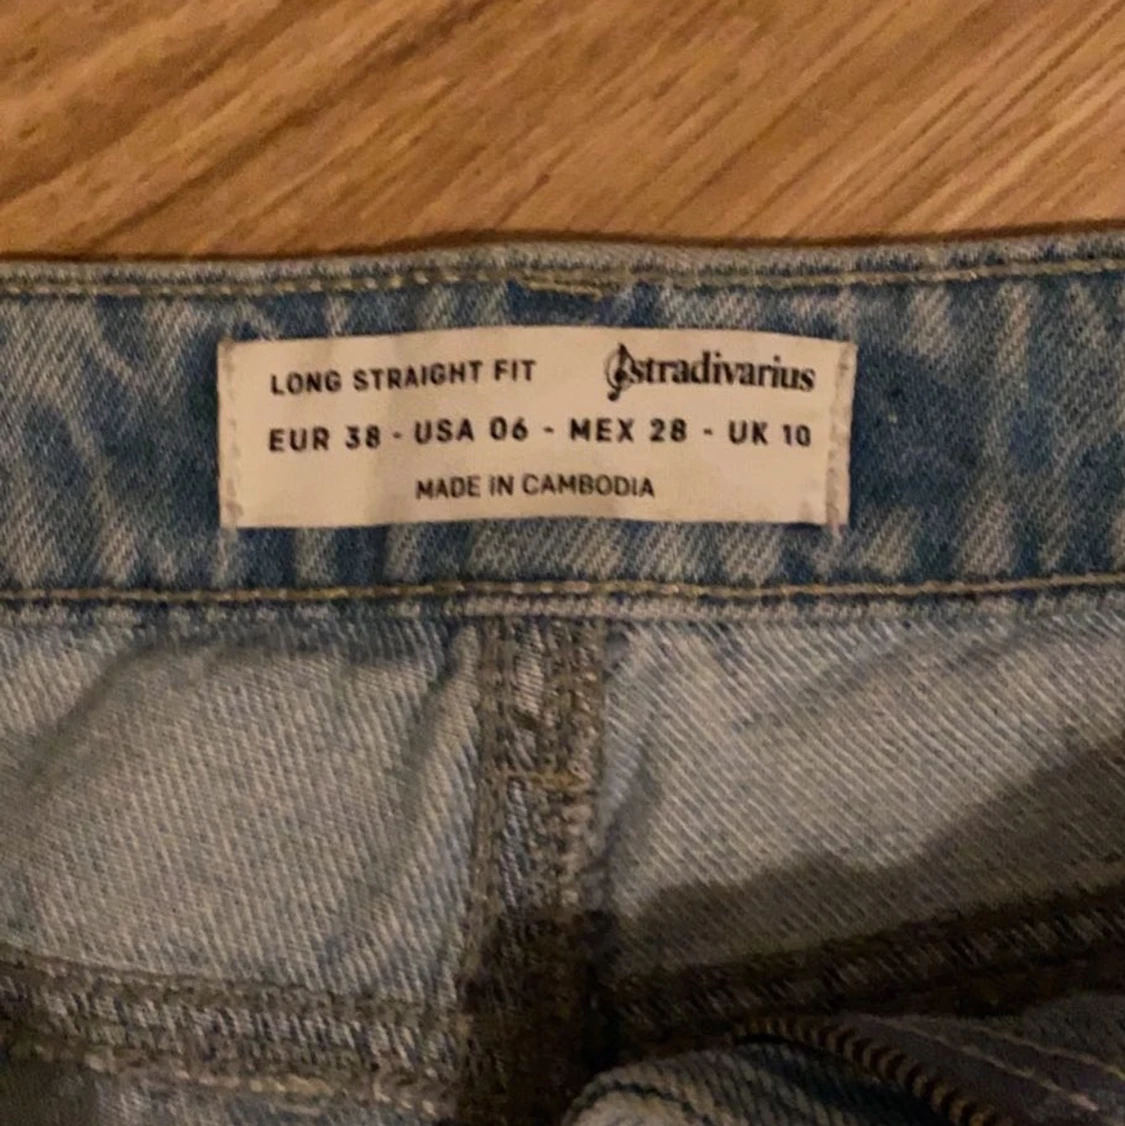 LONG STRAIGHT FIT stradivarius
EUR 38 - USA 06 - MEX 28 - UK 10
MADE IN CAMBODIA